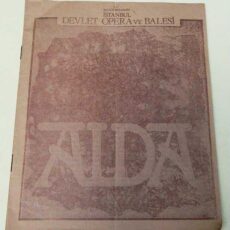 İSTANBUL
DEVLET OPERA ve BALESİ
AIDA